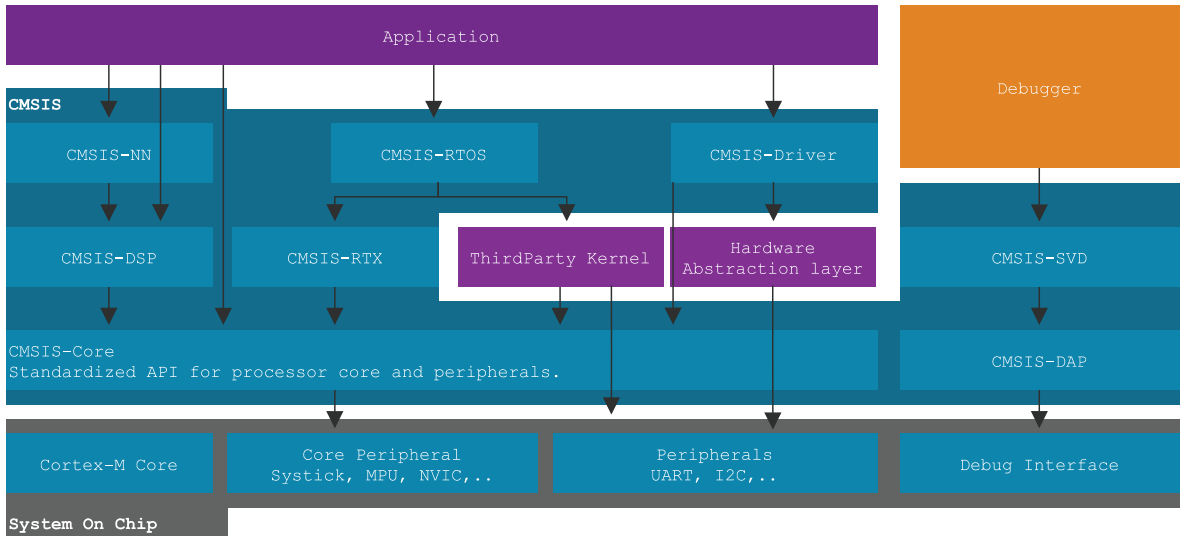 Application
Debugger
CMSIS
CMSIS-NN
CMSIS-RTOS
CMSIS-Driver
CMSIS-DSP
CMSIS-RTX
ThirdParty Kernel
Hardware
Abstraction layer
CMSIS-SVD
CMSIS-Core
Standardized API for processor core and peripherals.
CMSIS-DAP
Cortex-M Core
Core Peripheral
Systick, MPU, NVIC,..
Peripherals
UART, I2C,..
Debug Interface
System On Chip